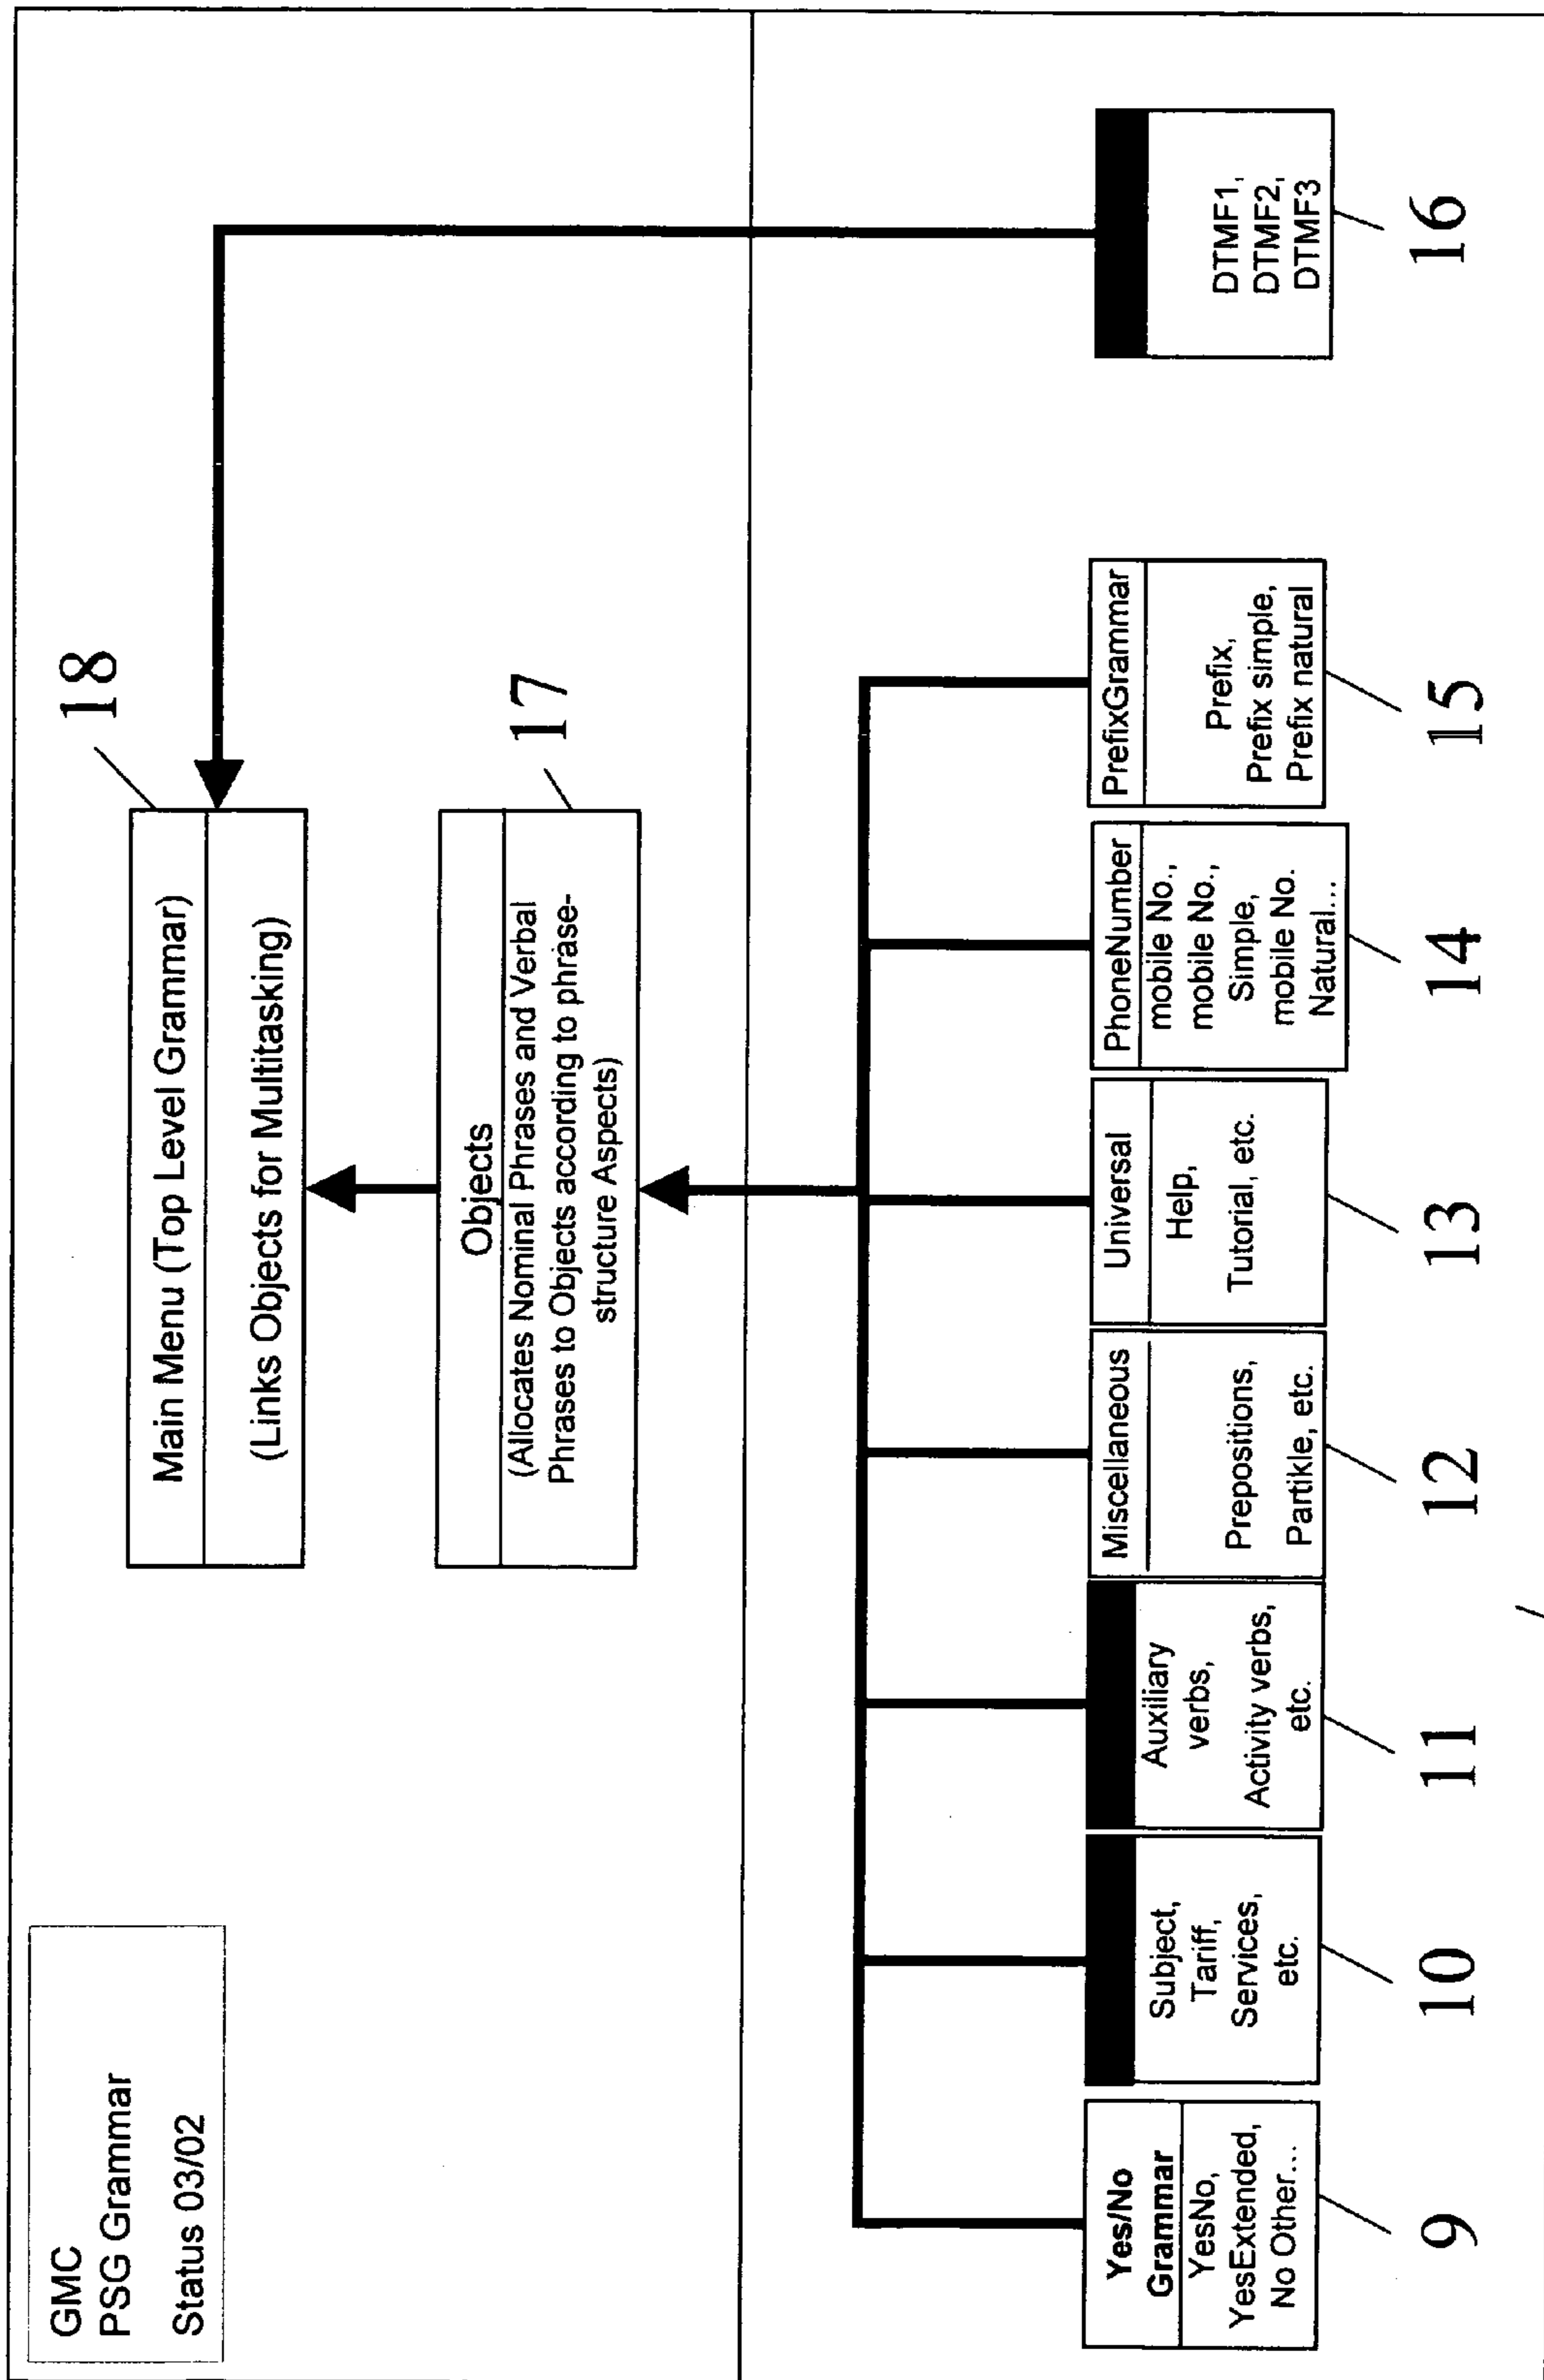 GMC
PSG Grammar
Status 03/02
Main Menu (Top Level Grammar)
(Links Objects for Multitasking)
18
Objects
(Allocates Nominal Phrases and Verbal
Phrases to Objects according to phrase-
structure Aspects)
17
Yes/No
Grammar
YesNo,
YesExtended,
No Other...
9
Subject,
Tariff,
Services,
etc.
10
Auxiliary
verbs,
Activity verbs,
etc.
11
Miscellaneous
Prepositions,
Partikle, etc.
12
Universal
Help,
Tutorial, etc.
13
PhoneNumber
mobile No.,
mobile No.,
Simple,
mobile No.
Natural...
14
PrefixGrammar
Prefix,
Prefix simple,
Prefix natural
15
DTMF1,
DTMF2,
DTMF3
16